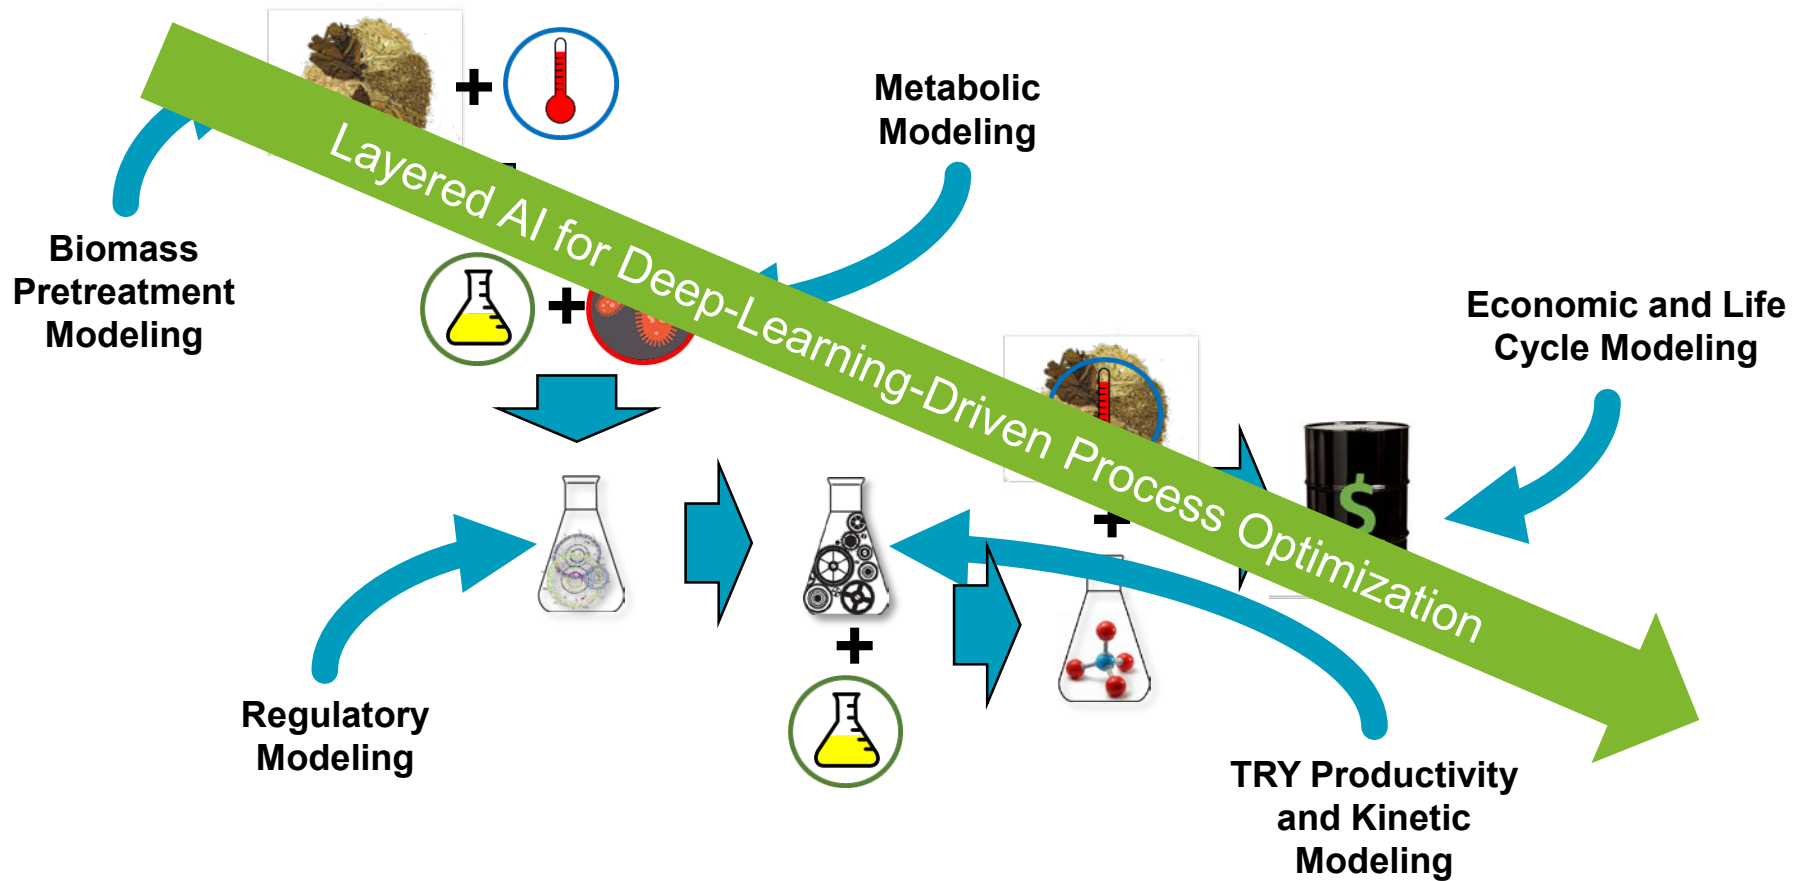 Metabolic
Modeling
Layered AI for Deep-Learning-Driven Process Optimization
Biomass
Pretreatment
Modeling
Economic and Life
Cycle Modeling
$
Regulatory
Modeling
TRY Productivity
and Kinetic
Modeling